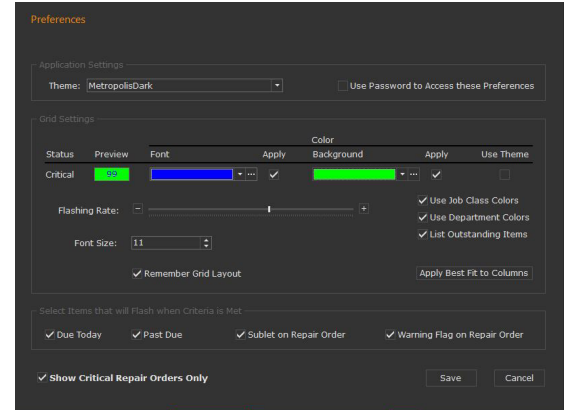 Preferences
Application Settings
Theme: MetropolisDark Use Password to Access these Preferences
Grid Settings
Color
Status Preview Font Apply Background Apply Use Theme
Critical 99
Use Job Class Colors
Flashing Rate:
Use Department Colors
List Outstanding Items
Font Size: 11
Remember Grid Layout Apply Best Fit to Columns
Select Items that will Flash when Criteria is Met
Due Today Past Due Sublet on Repair Order Warning Flag on Repair Order
Show Critical Repair Orders Only Save Cancel